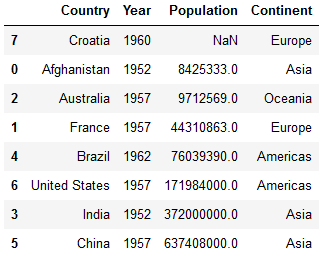 Country Year Population Continent
7 Croatia 1960 NaN Europe
0 Afghanistan 1952 8425333.0 Asia
2 Australia 1957 9712569.0 Oceania
1 France 1957 44310863.0 Europe
4 Brazil 1962 76039390.0 Americas
6 United States 1957 171984000.0 Americas
3 India 1952 372000000.0 Asia
5 China 1957 637408000.0 Asia